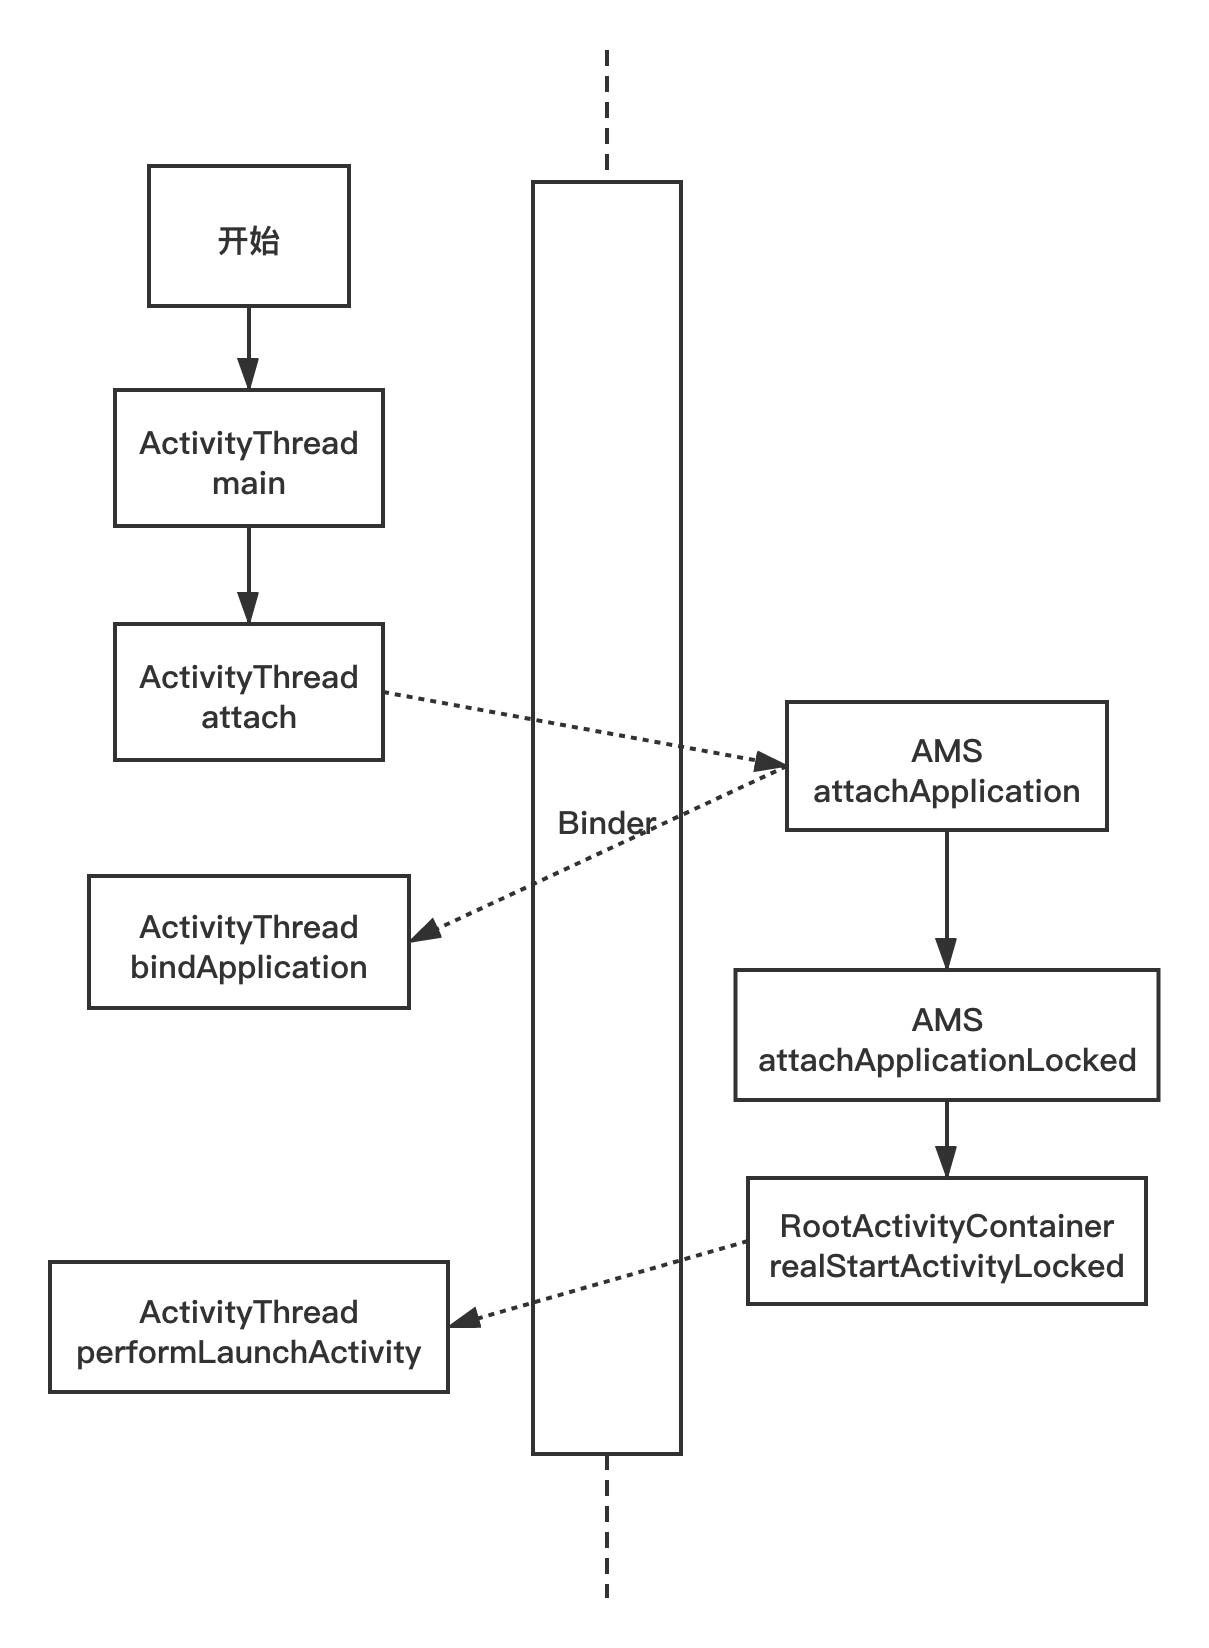 开始
ActivityThread
main
ActivityThread
attach
AMS
attachApplication
Binder
ActivityThread
bindApplication
AMS
attachApplicationLocked
RootActivityContainer
realStartActivityLocked
ActivityThread
performLaunchActivity